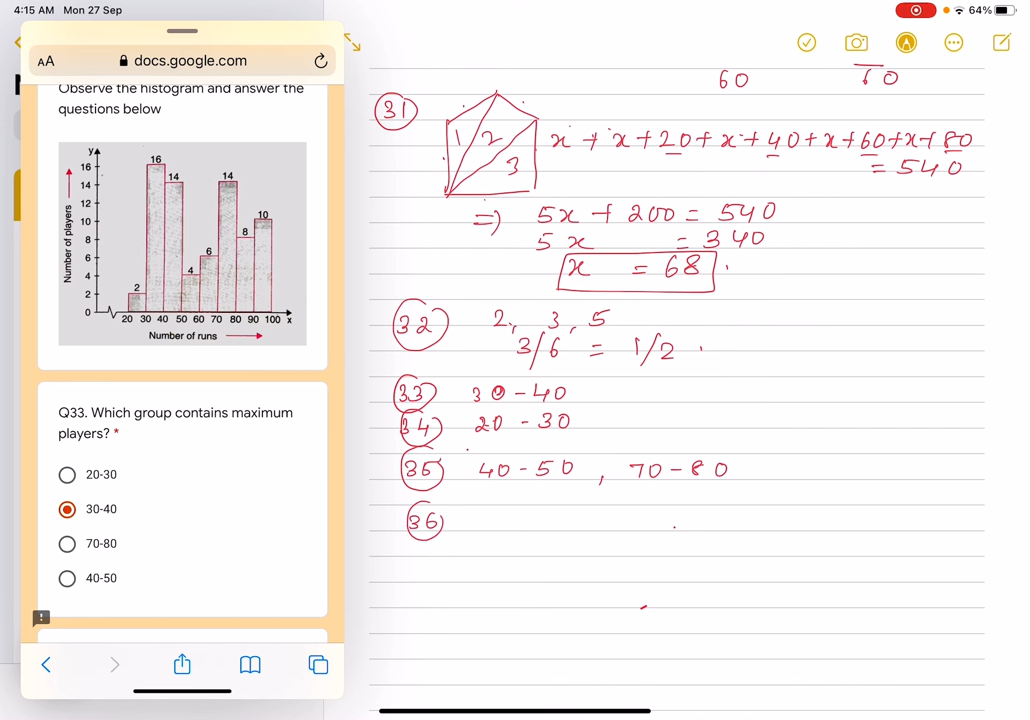 4:15 AM Mon 27 Sep
64%
AA docs.google.com
Observe the histogram and answer the
questions below
y
16
14
12
10
8
6
4
2
0
Number of players
2
16
14
4
6
14
8
10
20 30 40 50 60 70 80 90 100 x
Number of runs
Q33. Which group contains maximum
players? *
20-30
30-40
70-80
40-50
!
60
60
31
1 2 3
x + x + 20 + x + 40 + x + 60 + x + 80
= 540
⇒) 5x + 200 = 540
5x = 340
x = 68
32 2, 3, 5
3/6 = 1/2
33 30 - 40
34 20 - 30
35 40 - 50 , 70 - 80
36